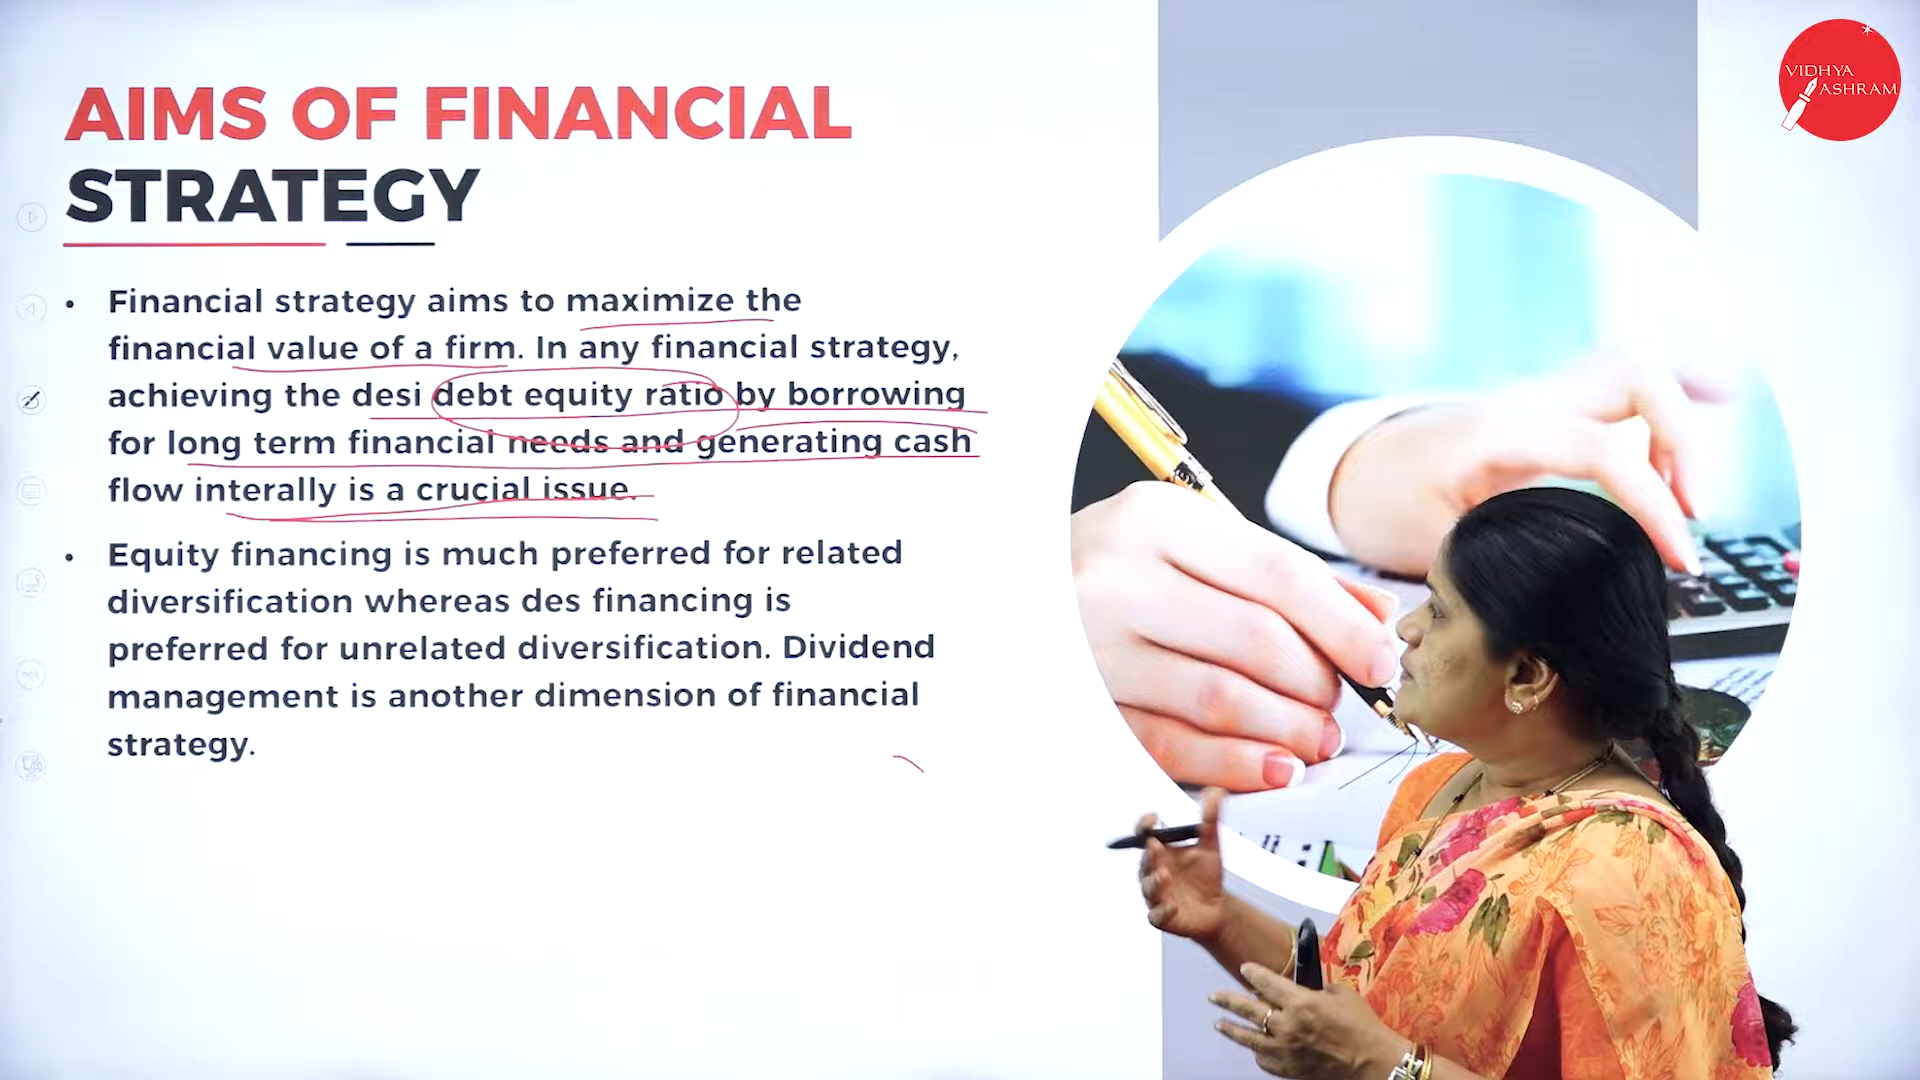 VIDHYA
ASHRAM
AIMS OF FINANCIAL
STRATEGY
• Financial strategy aims to maximize the
financial value of a firm. In any financial strategy,
achieving the desi debt equity ratio by borrowing
for long term financial needs and generating cash
flow interally is a crucial issue.
• Equity financing is much preferred for related
diversification whereas des financing is
preferred for unrelated diversification. Dividend
management is another dimension of financial
strategy.